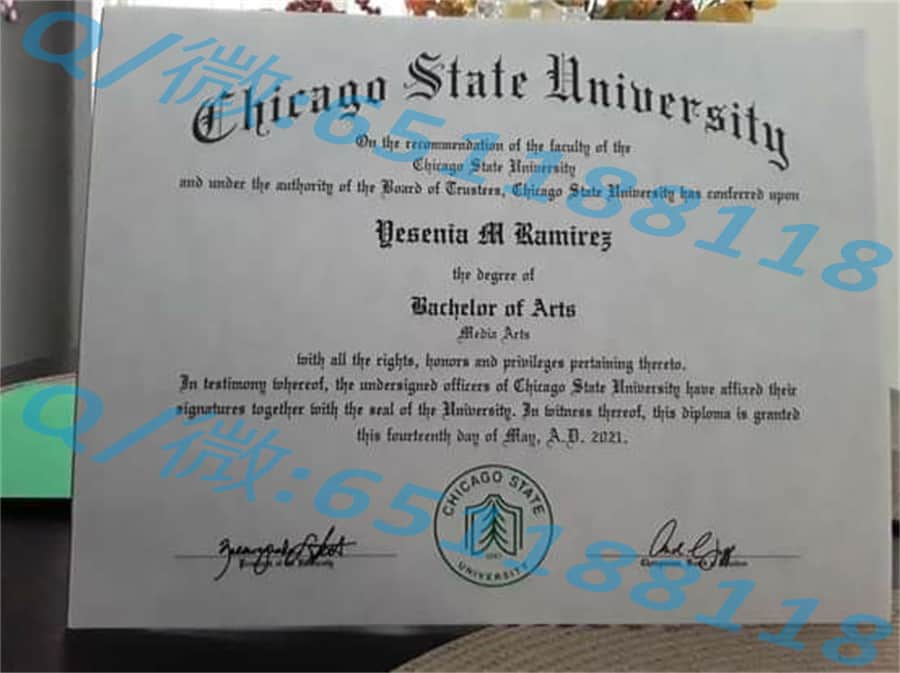 Chicago State University
On the recommendation of the faculty of the
Chicago State University
and under the authority of the Board of Trustees, Chicago State University has conferred upon
Yesenia M Ramirez
the degree of
Bachelor of Arts
Media Arts
with all the rights, honors and privileges pertaining thereto.
In testimony whereof, the undersigned officers of Chicago State University have affixed their
signatures together with the seal of the University. In witness thereof, this diploma is granted
this fourteenth day of May, A.D. 2021.
CHICAGO STATE
UNIVERSITY
Q/微:651188118
Q/微:651188118